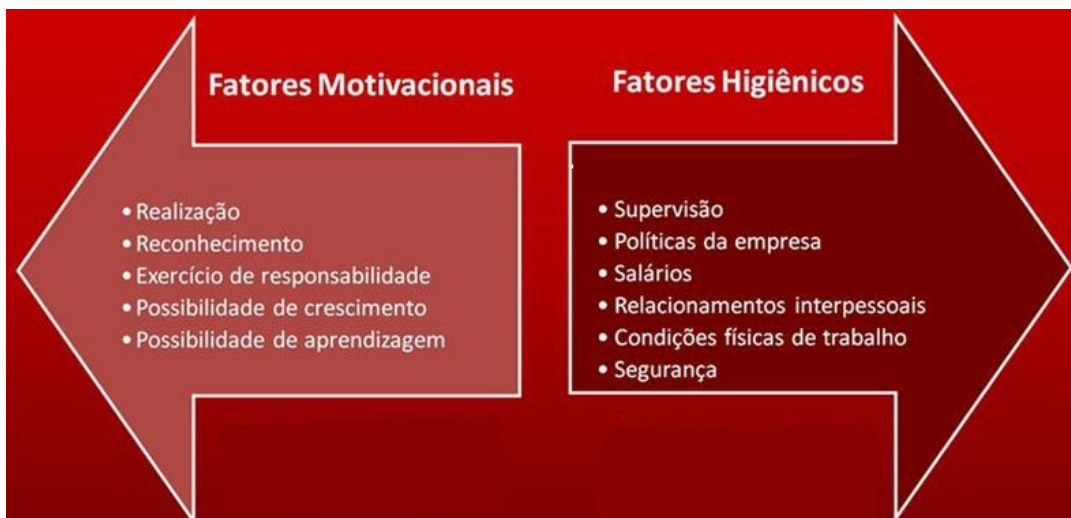 Fatores Motivacionais
• Realização
• Reconhecimento
• Exercício de responsabilidade
• Possibilidade de crescimento
• Possibilidade de aprendizagem
Fatores Higiênicos
• Supervisão
• Políticas da empresa
• Salários
• Relacionamentos interpessoais
• Condições físicas de trabalho
• Segurança